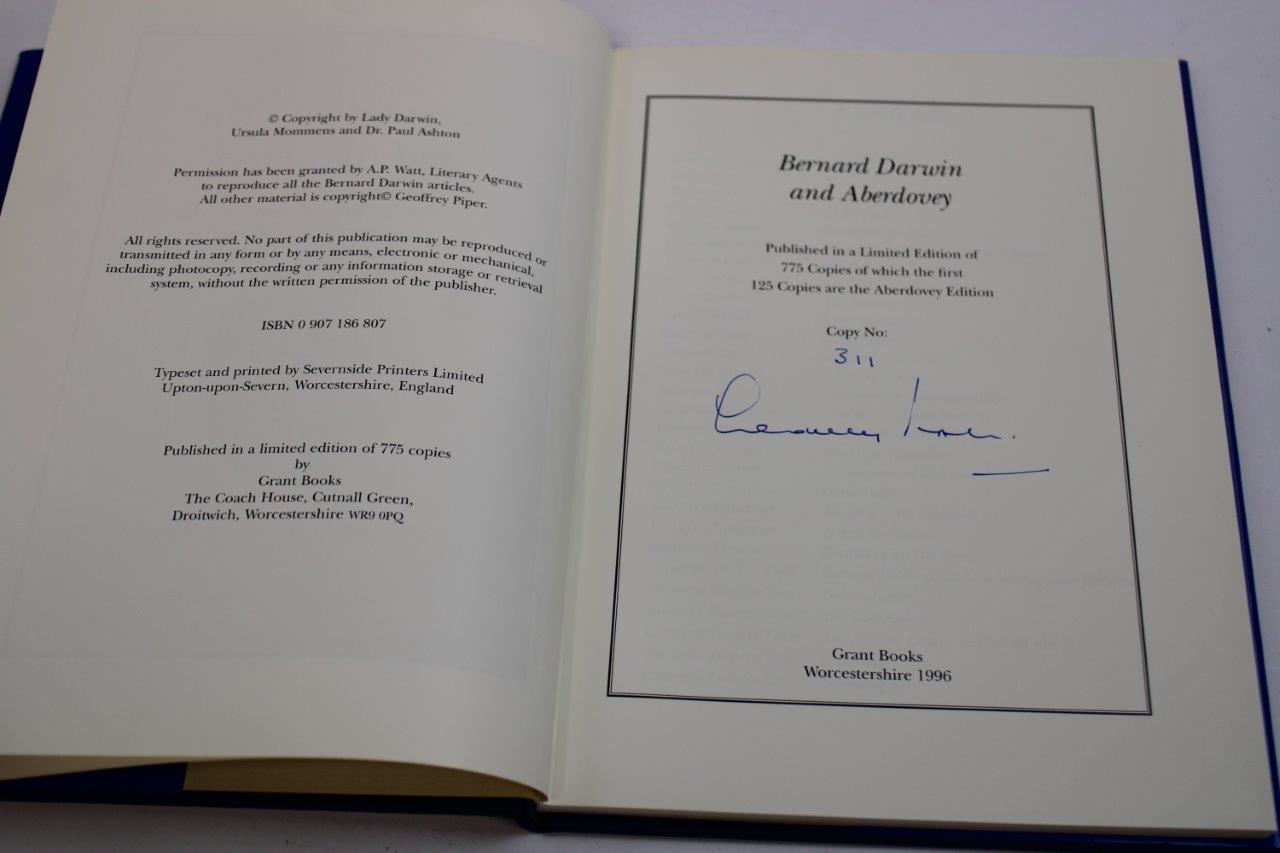 © Copyright by Lady Darwin,
Ursula Mommens and Dr. Paul Ashton
Permission has been granted by A.P. Watt, Literary Agents
to reproduce all the Bernard Darwin articles.
All other material is copyright© Geoffrey Piper.
All rights reserved. No part of this publication may be reproduced or
transmitted in any form or by any means, electronic or mechanical,
including photocopy, recording or any information storage or retrieval
system, without the written permission of the publisher.
ISBN 0 907 186 807
Typeset and printed by Severnside Printers Limited
Upton-upon-Severn, Worcestershire, England
Published in a limited edition of 775 copies
by
Grant Books
The Coach House, Cutnall Green,
Droitwich, Worcestershire WR9 0PQ
Bernard Darwin
and Aberdovey
Published in a Limited Edition of
775 Copies of which the first
125 Copies are the Aberdovey Edition
Copy No:
311
Grant Books
Worcestershire 1996